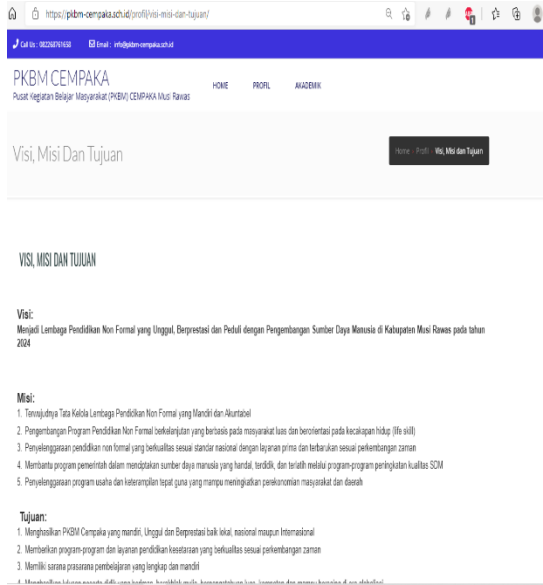 https://pkbm-cempaka.sch.id/profil/visi-misi-dan-tujuan/
Call Us : 082268761650 Email : info@pkbm-cempaka.sch.id
PKBM CEMPAKA
Pusat Kegiatan Belajar Masyarakat (PKBM) CEMPAKA Musi Rawas
HOME PROFIL AKADEMIK
Visi, Misi Dan Tujuan
Home - Profil - Visi, Misi dan Tujuan
VISI, MISI DAN TUJUAN
Visi:
Menjadi Lembaga Pendidikan Non Formal yang Unggul, Berprestasi dan Peduli dengan Pengembangan Sumber Daya Manusia di Kabupaten Musi Rawas pada tahun
2024
Misi:
1. Terwujudnya Tata Kelola Lembaga Pendidikan Non Formal yang Mandiri dan Akuntabel
2. Pengembangan Program Pendidikan Non Formal berkelanjutan yang berbasis pada masyarakat luas dan berorientasi pada kecakapan hidup (life skill)
3. Penyelenggaraan pendidikan non formal yang berkualitas sesuai standar nasional dengan layanan prima dan terbarukan sesuai perkembangan zaman
4. Membantu program pemerintah dalam menciptakan sumber daya manusia yang handal, terdidik, dan terlatih melalui program-program peningkatan kualitas SDM
5. Penyelenggaraan program usaha dan keterampilan tepat guna yang mampu meningkatkan perekonomian masyarakat dan daerah
Tujuan:
1. Menghasilkan PKBM Cempaka yang mandiri, Unggul dan Berprestasi baik lokal, nasional maupun Internasional
2. Memberikan program-program dan layanan pendidikan kesetaraan yang berkualitas sesuai perkembangan zaman
3. Memiliki sarana prasarana pembelajaran yang lengkap dan mandiri